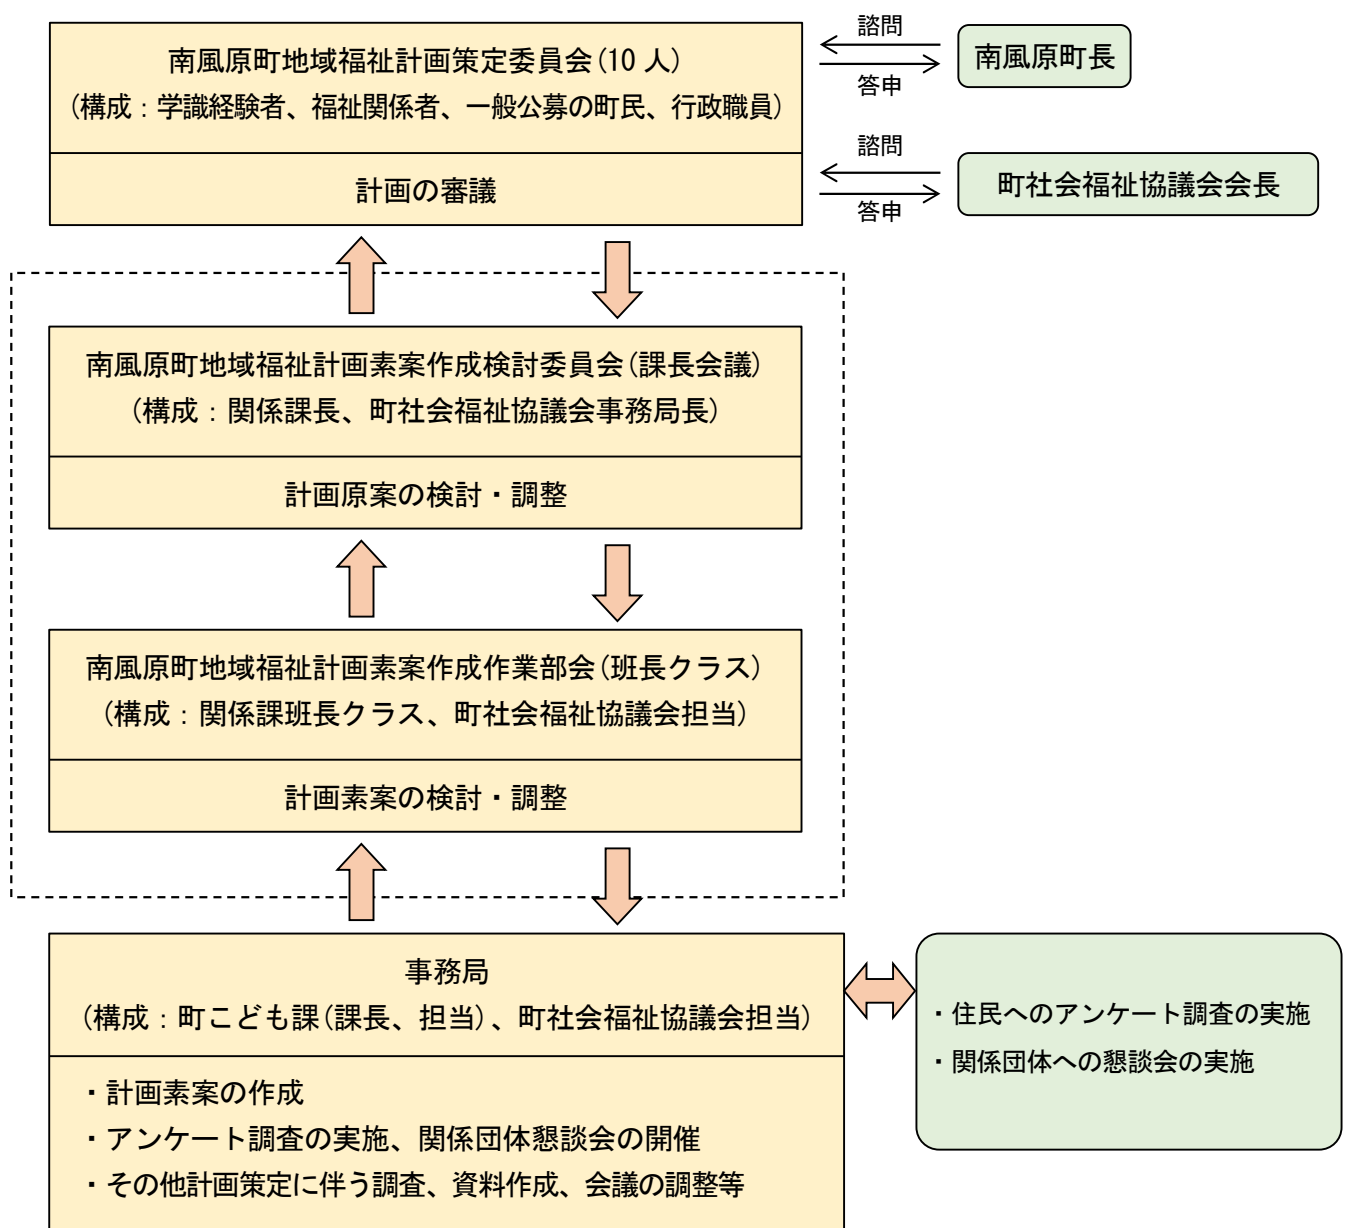 南風原町地域福祉計画策定委員会(10 人)
(構成：学識経験者、福祉関係者、一般公募の町民、行政職員)
計画の審議
諮問
答申
南風原町長
諮問
答申
町社会福祉協議会会長
南風原町地域福祉計画素案作成検討委員会(課長会議)
(構成：関係課長、町社会福祉協議会事務局長)
計画原案の検討・調整
南風原町地域福祉計画素案作成作業部会(班長クラス)
(構成：関係課班長クラス、町社会福祉協議会担当)
計画素案の検討・調整
事務局
(構成：町こども課(課長、担当)、町社会福祉協議会担当)
・計画素案の作成
・アンケート調査の実施、関係団体懇談会の開催
・その他計画策定に伴う調査、資料作成、会議の調整等
・住民へのアンケート調査の実施
・関係団体への懇談会の実施